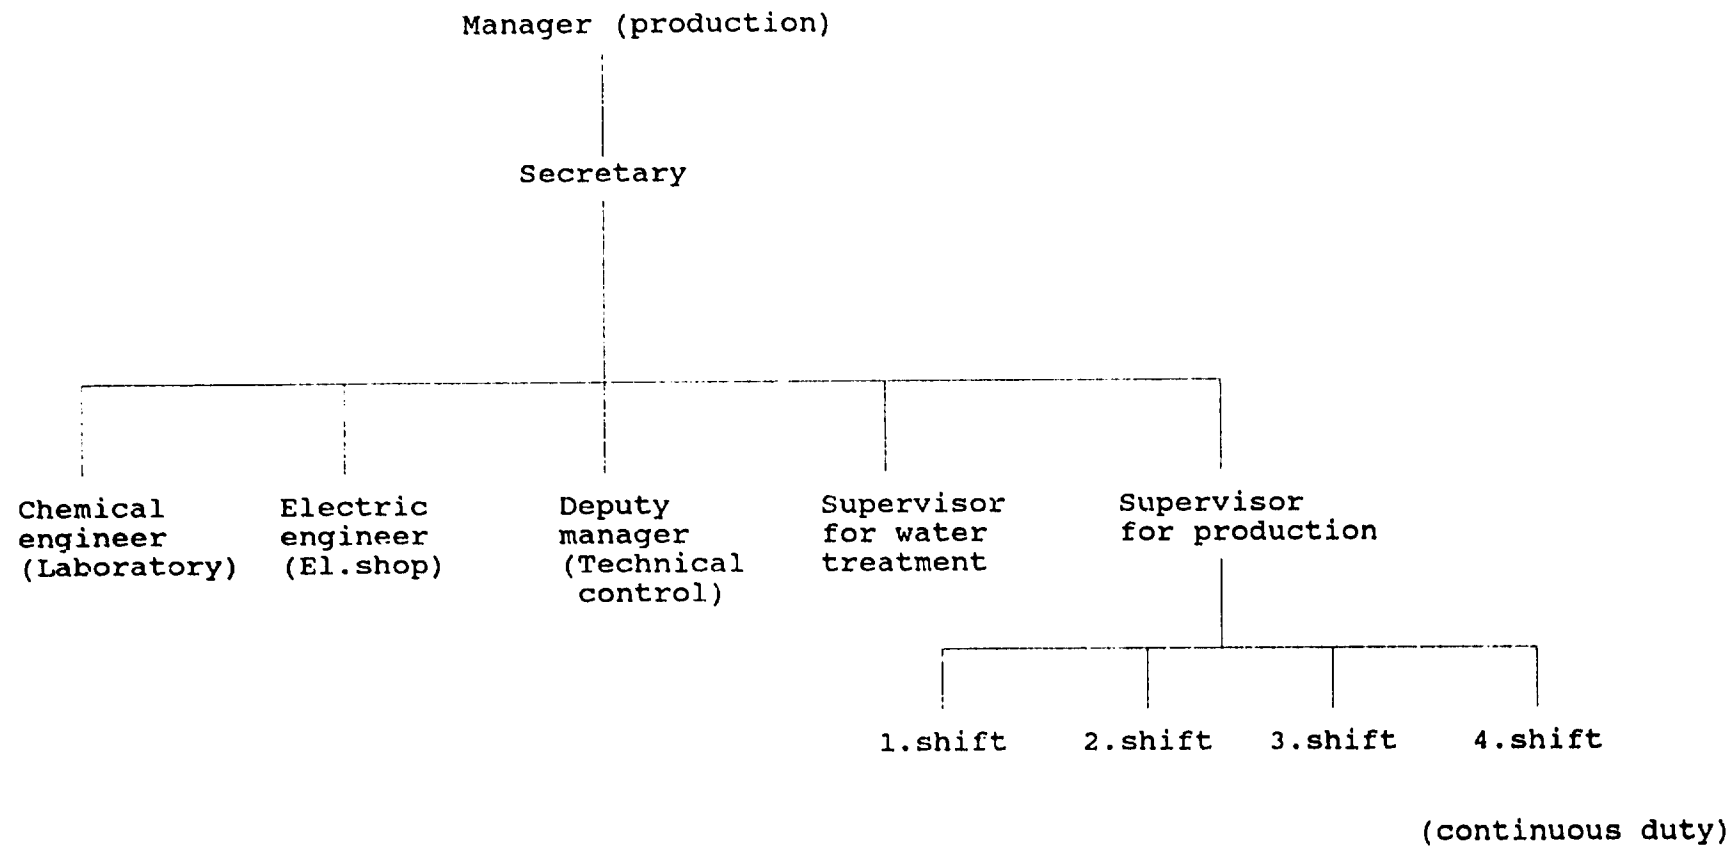 Manager (production)
Secretary
Chemical
engineer
(Laboratory)
Electric
engineer
(El.shop)
Deputy
manager
(Technical
control)
Supervisor
for water
treatment
Supervisor
for production
1.shift
2.shift
3.shift
4.shift
(continuous duty)